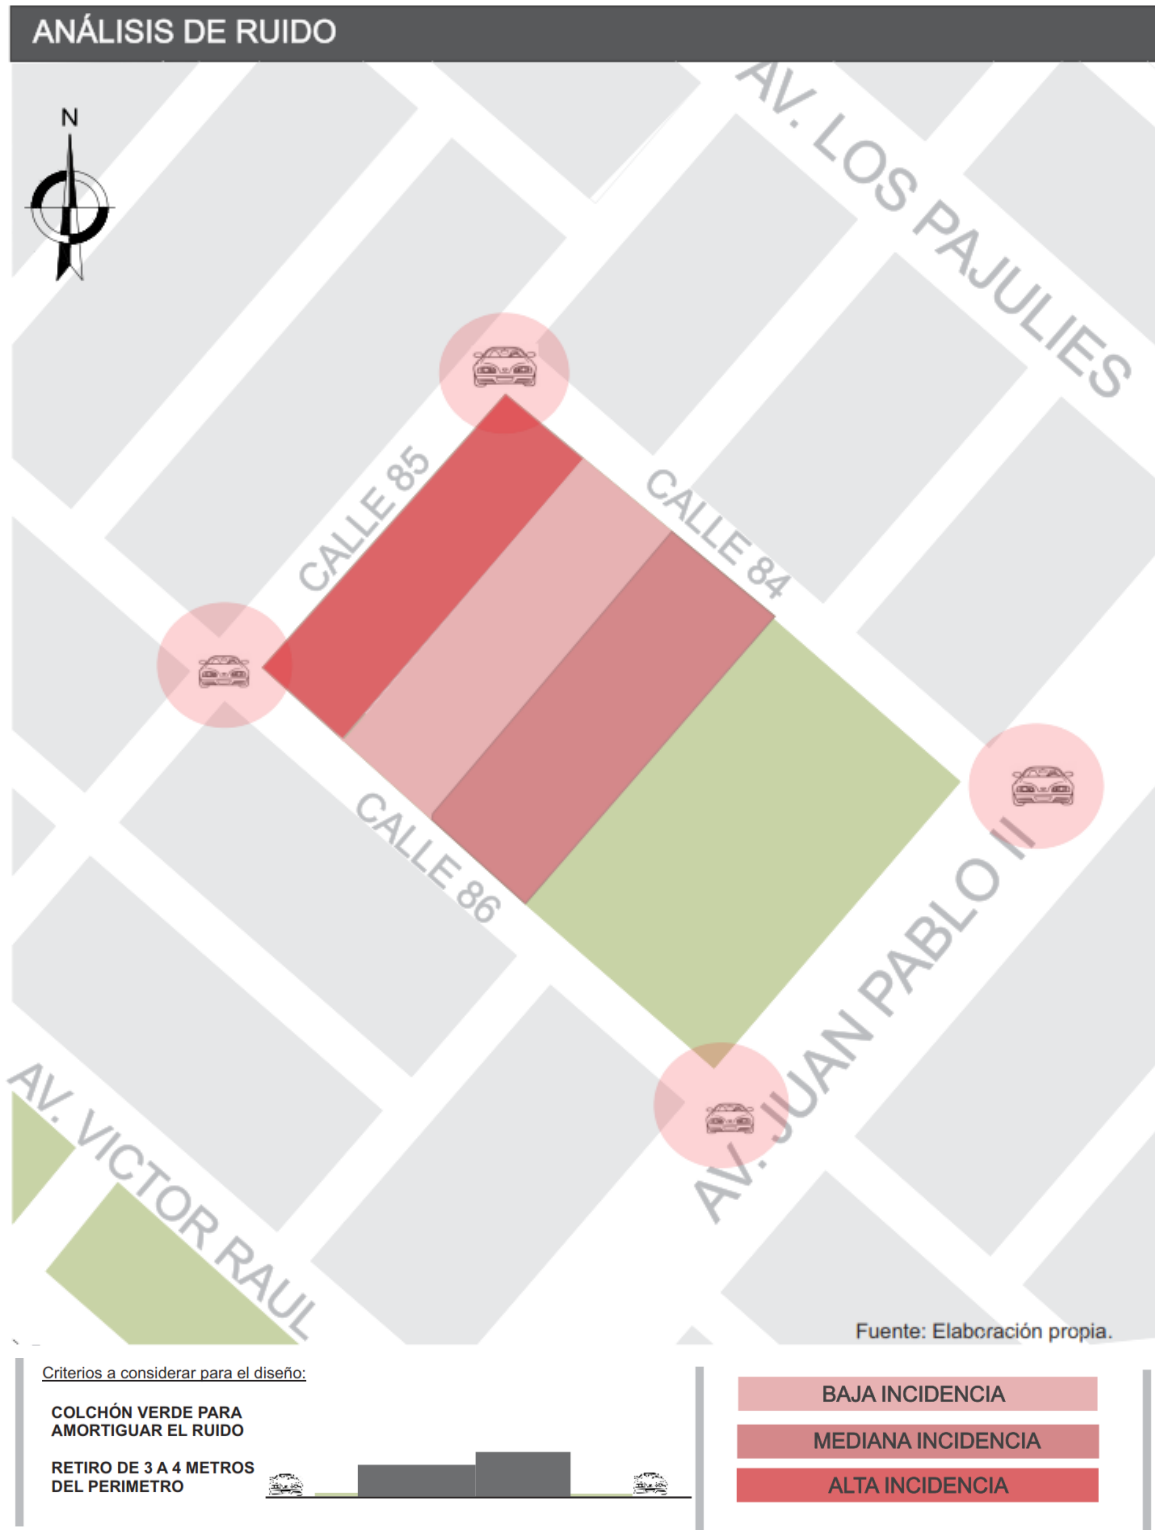 ANÁLISIS DE RUIDO
N
AV. LOS PAJULIES
CALLE 85
CALLE 84
CALLE 86
AV. JUAN PABLO II
AV. VICTOR RAUL
Fuente: Elaboración propia.
Criterios a considerar para el diseño:
COLCHÓN VERDE PARA
AMORTIGUAR EL RUIDO
RETIRO DE 3 A 4 METROS
DEL PERIMETRO
BAJA INCIDENCIA
MEDIANA INCIDENCIA
ALTA INCIDENCIA